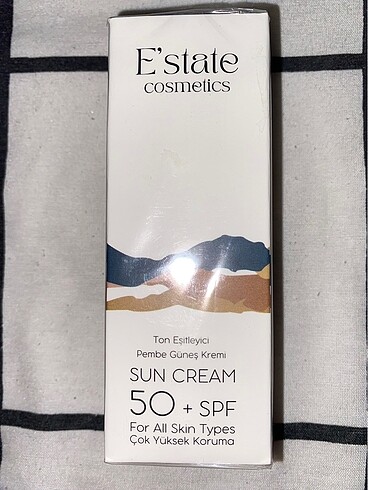 E'state
cosmetics
Ton Eşitleyici
Pembe Güneş Kremi
SUN CREAM
50 + SPF
For All Skin Types
Çok Yüksek Koruma